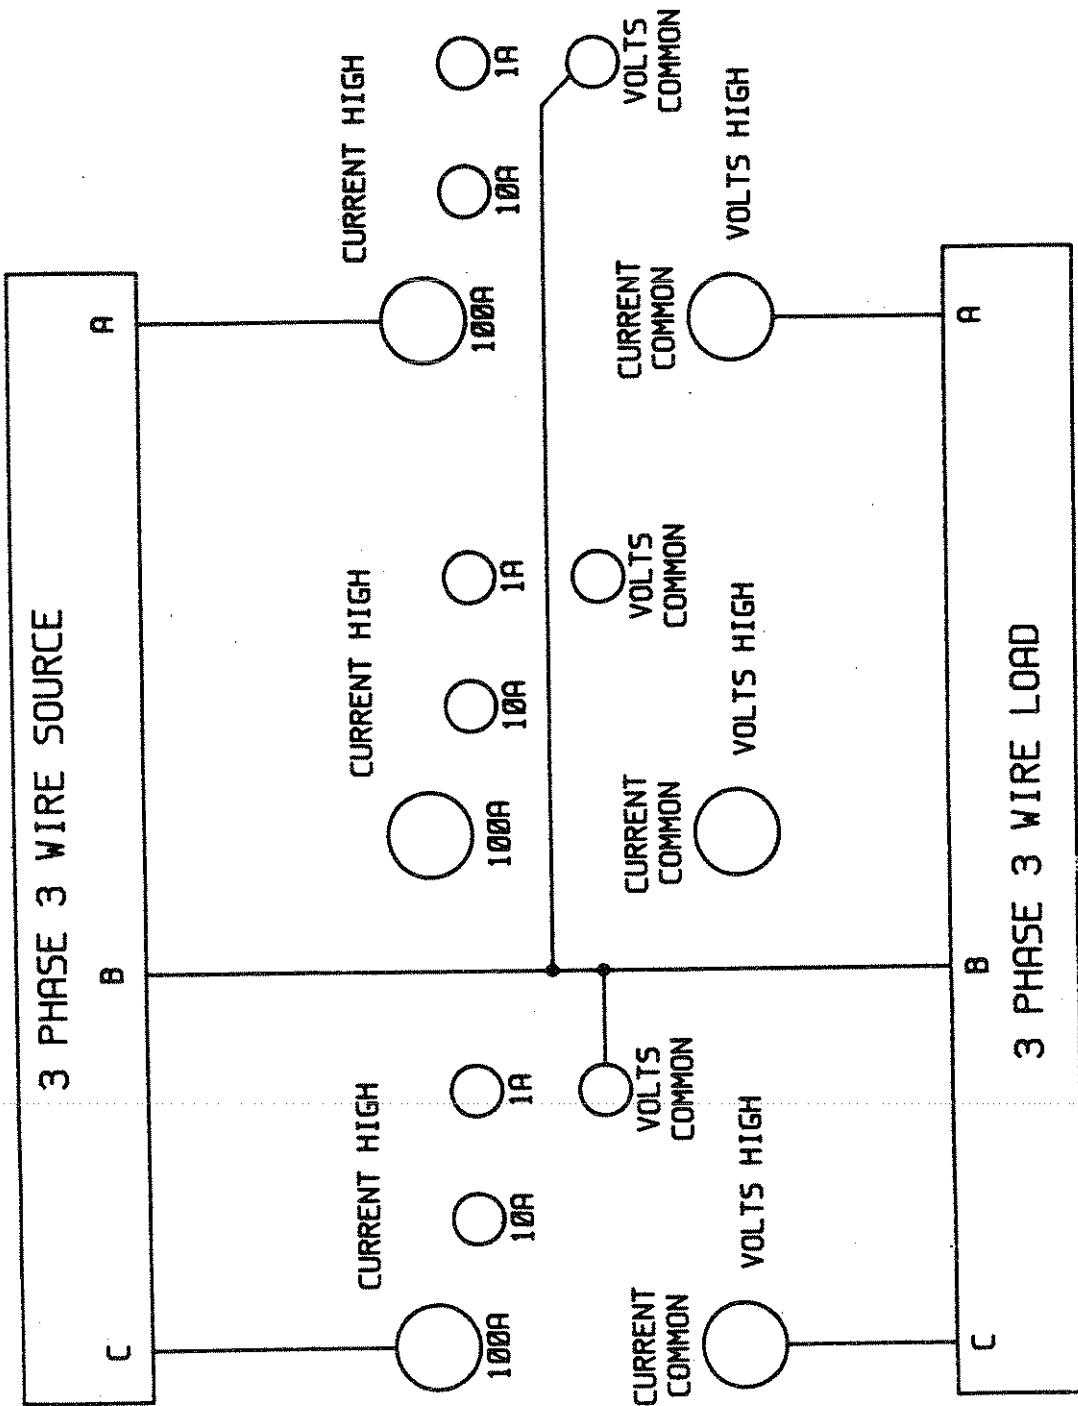 3 PHASE 3 WIRE SOURCE
C
B
A
CURRENT HIGH
100A
10A
1A
CURRENT HIGH
100A
10A
1A
CURRENT HIGH
100A
10A
1A
VOLTS
COMMON
VOLTS
COMMON
VOLTS
COMMON
CURRENT
COMMON
VOLTS HIGH
CURRENT
COMMON
VOLTS HIGH
CURRENT
COMMON
VOLTS HIGH
C
B
A
3 PHASE 3 WIRE LOAD